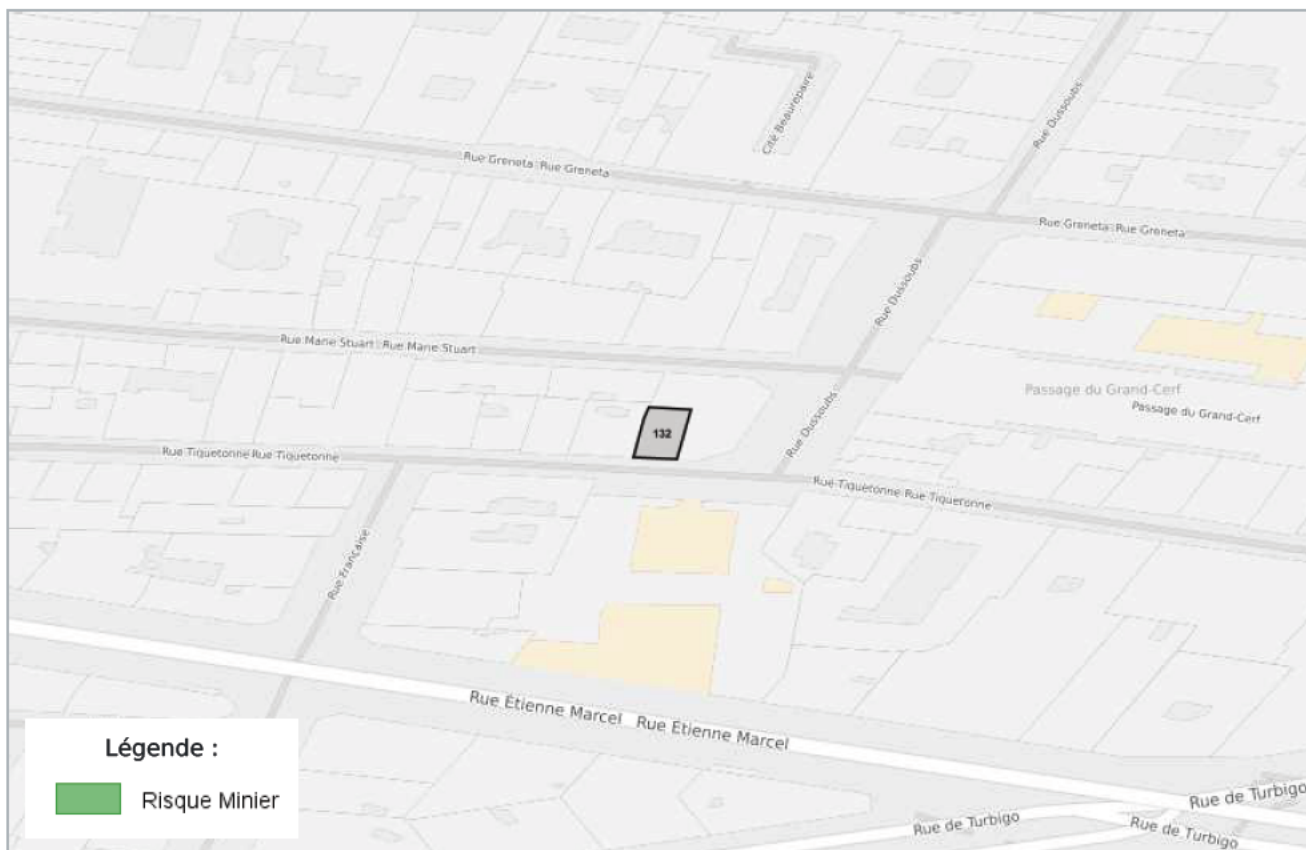 Cité Beaurepaire
Rue Dussoubs
Rue Greneta Rue Greneta
Rue Greneta Rue Greneta
Rue Dussoubs
Rue Marie Stuart Rue Marie Stuart
Passage du Grand-Cerf
Passage du Grand-Cerf
Rue Dussoubs
132
Rue Tiquetonne Rue Tiquetonne
Rue Tiquetonne Rue Tiquetonne
Rue Française
Rue Étienne Marcel Rue Étienne Marcel
Légende :
Risque Minier
Rue de Turbigo
Rue de Turbigo
Rue de Turbigo